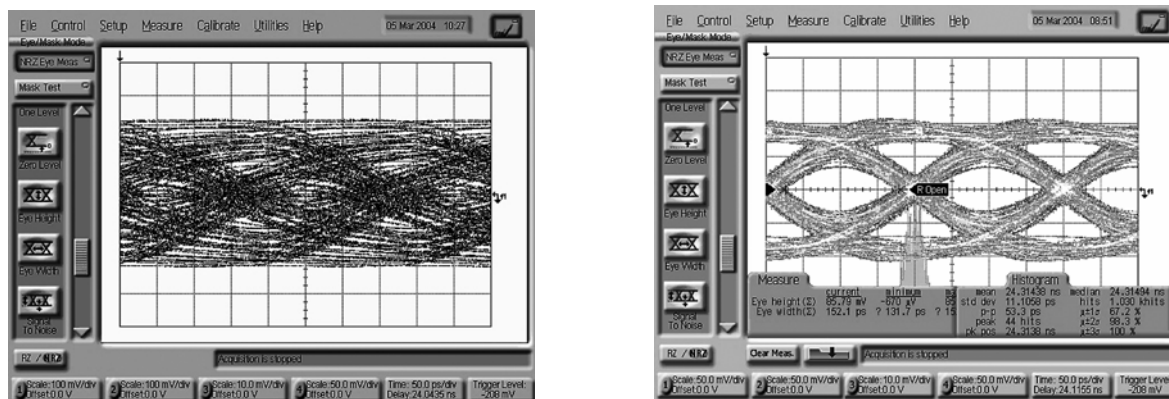 File Control Setup Measure Calibrate Utilities Help 05 Mar 2004 10:27
Eye/Mask Mode
NRZ Eye Meas
Mask Test
One Level
Zero Level
Eye Height
Eye Width
Signal
To Noise
RZ / NRZ
Acquisition is stopped
1 Scale:100 mV/div
Offset:0.0 V
2 Scale:100 mV/div
Offset:0.0 V
3 Scale:10.0 mV/div
Offset:0.0 V
4 Scale:50.0 mV/div
Offset:0.0 V
Time: 50.0 ps/div
Delay:24.0435 ns
Trigger Level:
-208 mV
File Control Setup Measure Calibrate Utilities Help 05 Mar 2004 08:51
Eye/Mask Mode
NRZ Eye Meas
Mask Test
One Level
Zero Level
Eye Height
Eye Width
Signal
To Noise
RZ / NRZ
R Open
Measure
current minimum
Eye height(Σ) 85.79 mV -670 µV 85
Eye width(Σ) 152.1 ps ? 131.7 ps ? 15
Histogram
mean 24.31438 ns median 24.31494 ns
std dev 11.1058 ps hits 1.030 khits
p-p 53.3 ps µ±1σ 67.2 %
peak 44 hits µ±2σ 98.3 %
pk pos 24.3138 ns µ±3σ 100 %
Clear Meas.
Acquisition is stopped
1 Scale:50.0 mV/div
Offset:0.0 V
2 Scale:50.0 mV/div
Offset:0.0 V
3 Scale:10.0 mV/div
Offset:0.0 V
4 Scale:50.0 mV/div
Offset:0.0 V
Time: 50.0 ps/div
Delay:24.1155 ns
Trigger Leve
-208 mV